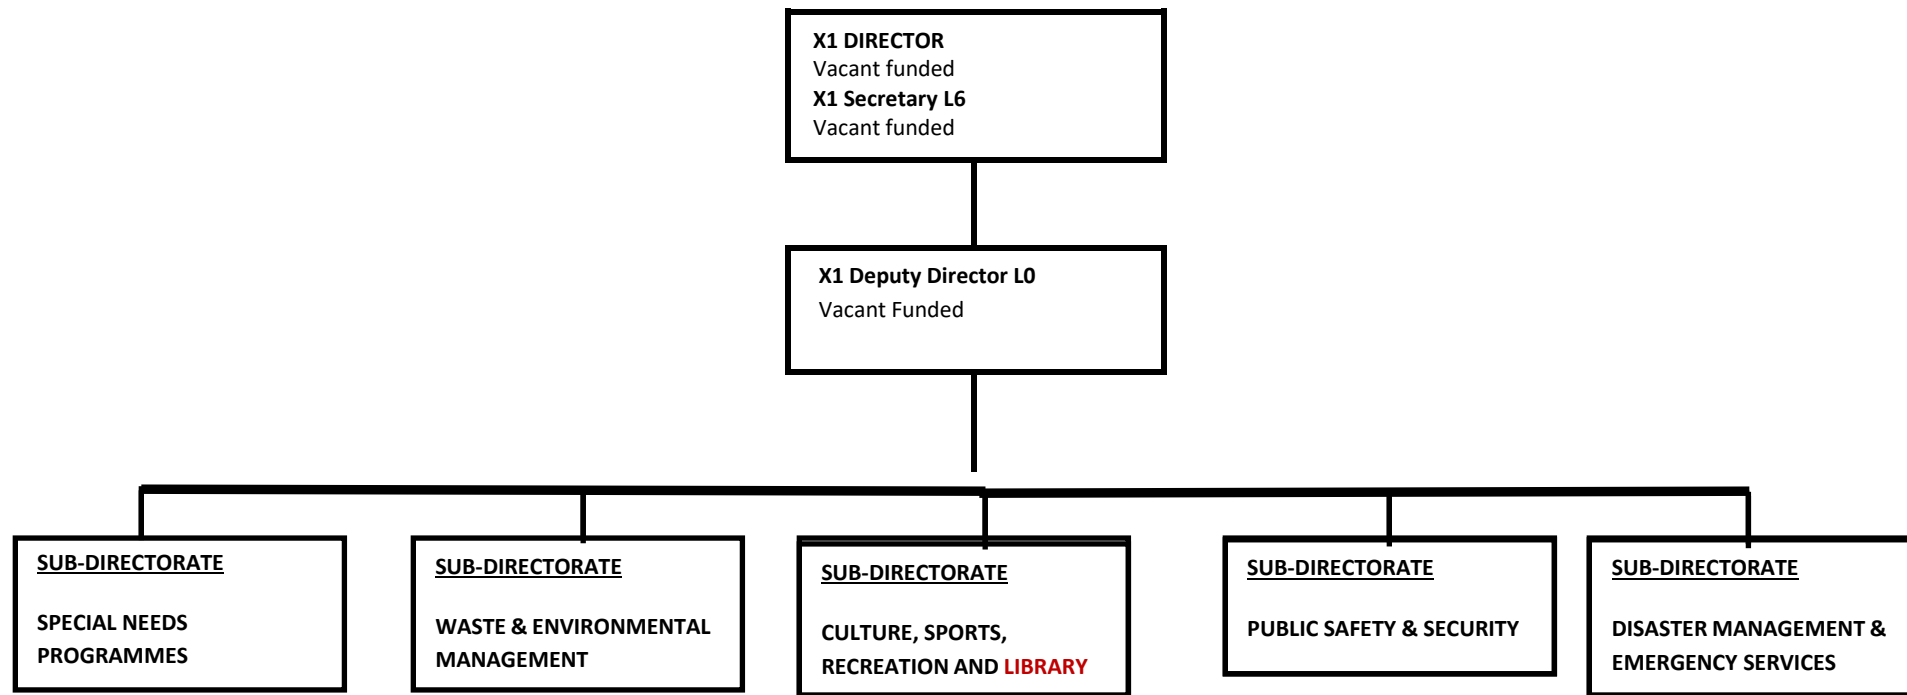 X1 DIRECTOR
Vacant funded
X1 Secretary L6
Vacant funded
X1 Deputy Director L0
Vacant Funded
SUB-DIRECTORATE
SPECIAL NEEDS
PROGRAMMES
SUB-DIRECTORATE
WASTE & ENVIRONMENTAL
MANAGEMENT
SUB-DIRECTORATE
CULTURE, SPORTS,
RECREATION AND LIBRARY
SUB-DIRECTORATE
PUBLIC SAFETY & SECURITY
SUB-DIRECTORATE
DISASTER MANAGEMENT &
EMERGENCY SERVICES